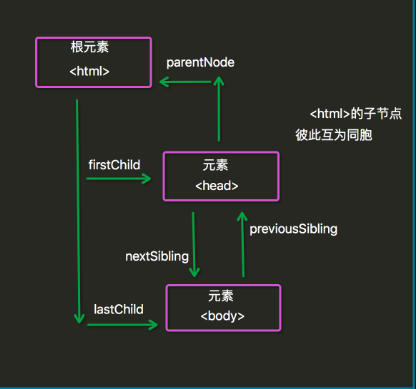 根元素
<html>
parentNode
<html>的子节点
彼此互为同胞
firstChild
元素
<head>
previousSibling
nextSibling
元素
<body>
lastChild